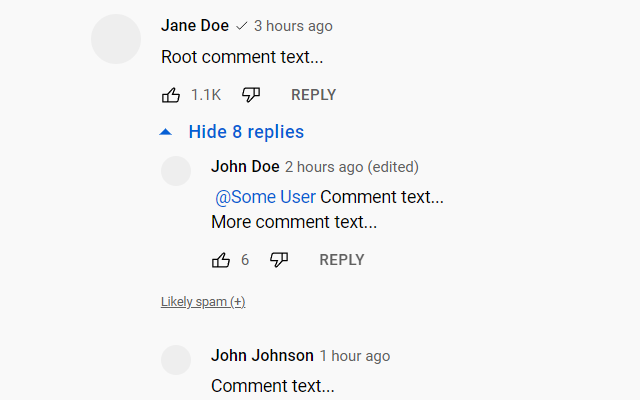 Jane Doe ✓ 3 hours ago
Root comment text...
1.1K REPLY
Hide 8 replies
John Doe 2 hours ago (edited)
@Some User Comment text...
More comment text...
6 REPLY
Likely spam (+)
John Johnson 1 hour ago
Comment text...